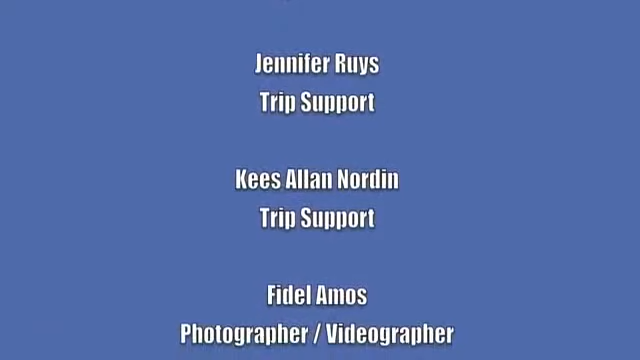 Jennifer Ruys
Trip Support
Kees Allan Nordin
Trip Support
Fidel Amos
Photographer / Videographer